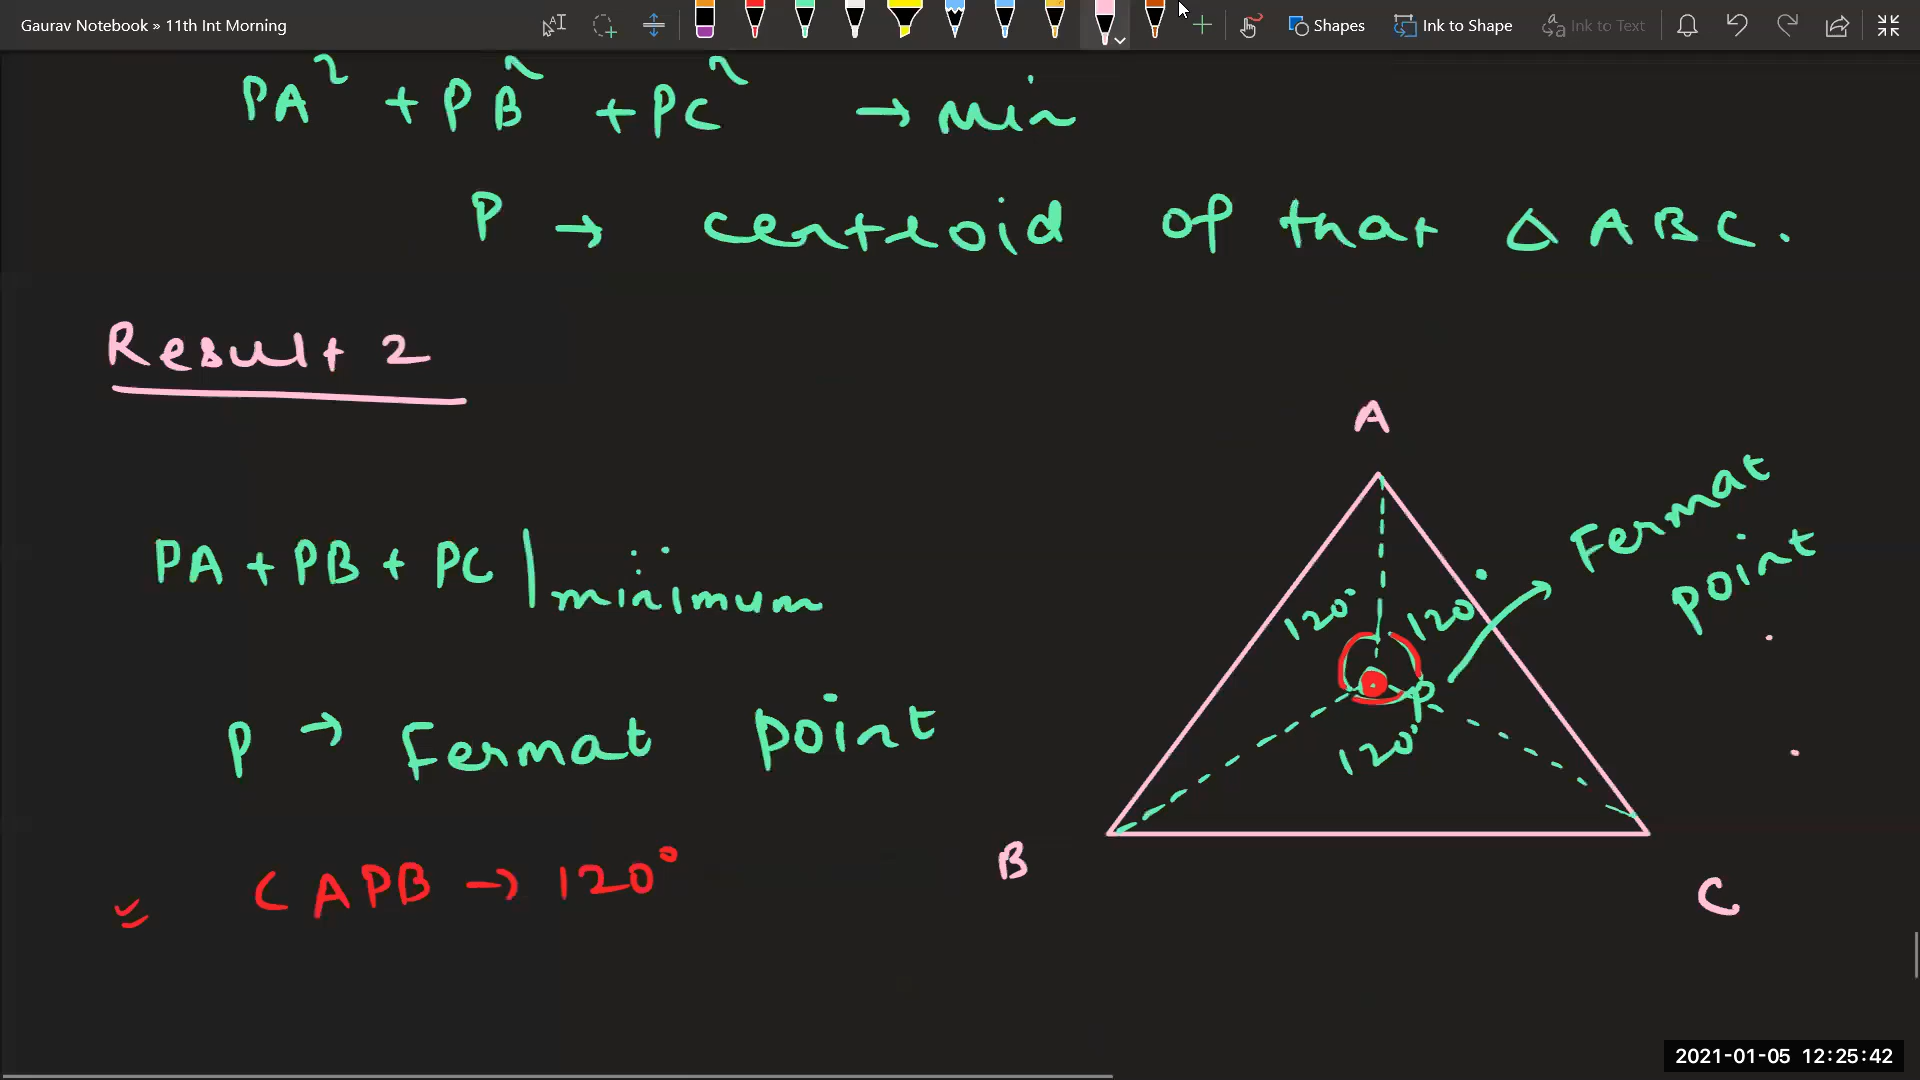 Gaurav Notebook » 11th Int Morning
Shapes
Ink to Shape
Ink to Text
PA² + PB² + PC² → min
P → centroid of that △ ABC.
Result 2
A
Fermat point
120° 120°
PA + PB + PC | minimum
P
120°
P → Fermat point
B
C
∠APB → 120°
2021-01-05 12:25:42